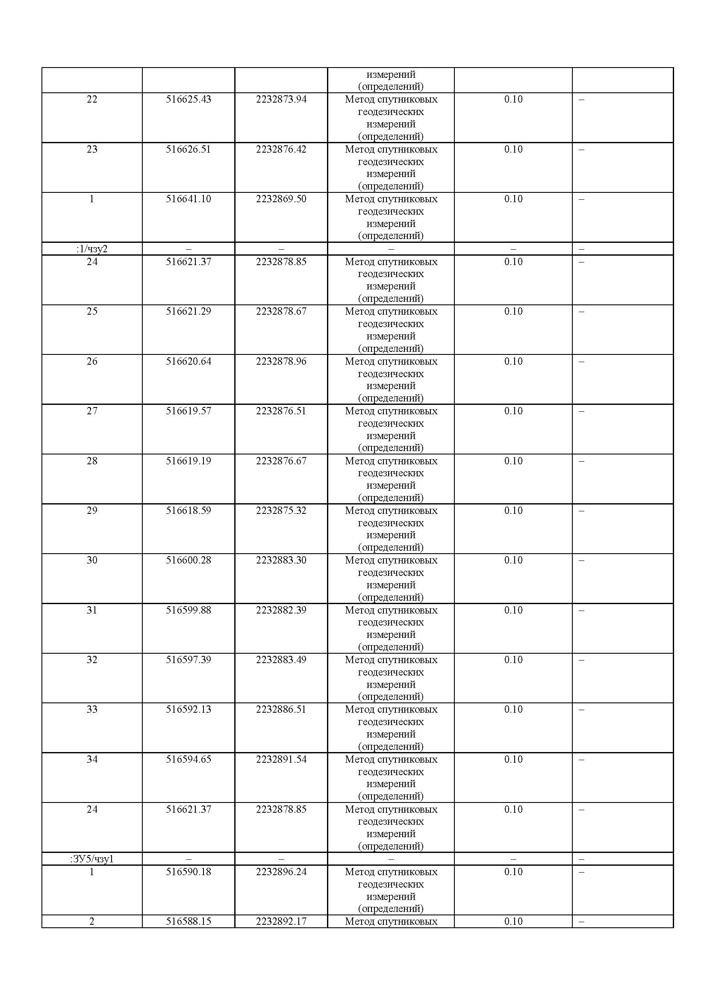 измерений
(определений)
22 516625.43 2232873.94 Метод спутниковых 0.10 –
геодезических
измерений
(определений)
23 516626.51 2232876.42 Метод спутниковых 0.10 –
геодезических
измерений
(определений)
1 516641.10 2232869.50 Метод спутниковых 0.10 –
геодезических
измерений
(определений)
:1/чзу2 – – – – –
24 516621.37 2232878.85 Метод спутниковых 0.10 –
геодезических
измерений
(определений)
25 516621.29 2232878.67 Метод спутниковых 0.10 –
геодезических
измерений
(определений)
26 516620.64 2232878.96 Метод спутниковых 0.10 –
геодезических
измерений
(определений)
27 516619.57 2232876.51 Метод спутниковых 0.10 –
геодезических
измерений
(определений)
28 516619.19 2232876.67 Метод спутниковых 0.10 –
геодезических
измерений
(определений)
29 516618.59 2232875.32 Метод спутниковых 0.10 –
геодезических
измерений
(определений)
30 516600.28 2232883.30 Метод спутниковых 0.10 –
геодезических
измерений
(определений)
31 516599.88 2232882.39 Метод спутниковых 0.10 –
геодезических
измерений
(определений)
32 516597.39 2232883.49 Метод спутниковых 0.10 –
геодезических
измерений
(определений)
33 516592.13 2232886.51 Метод спутниковых 0.10 –
геодезических
измерений
(определений)
34 516594.65 2232891.54 Метод спутниковых 0.10 –
геодезических
измерений
(определений)
24 516621.37 2232878.85 Метод спутниковых 0.10 –
геодезических
измерений
(определений)
:ЗУ5/чзу1 – – – – –
1 516590.18 2232896.24 Метод спутниковых 0.10 –
геодезических
измерений
(определений)
2 516588.15 2232892.17 Метод спутниковых 0.10 –